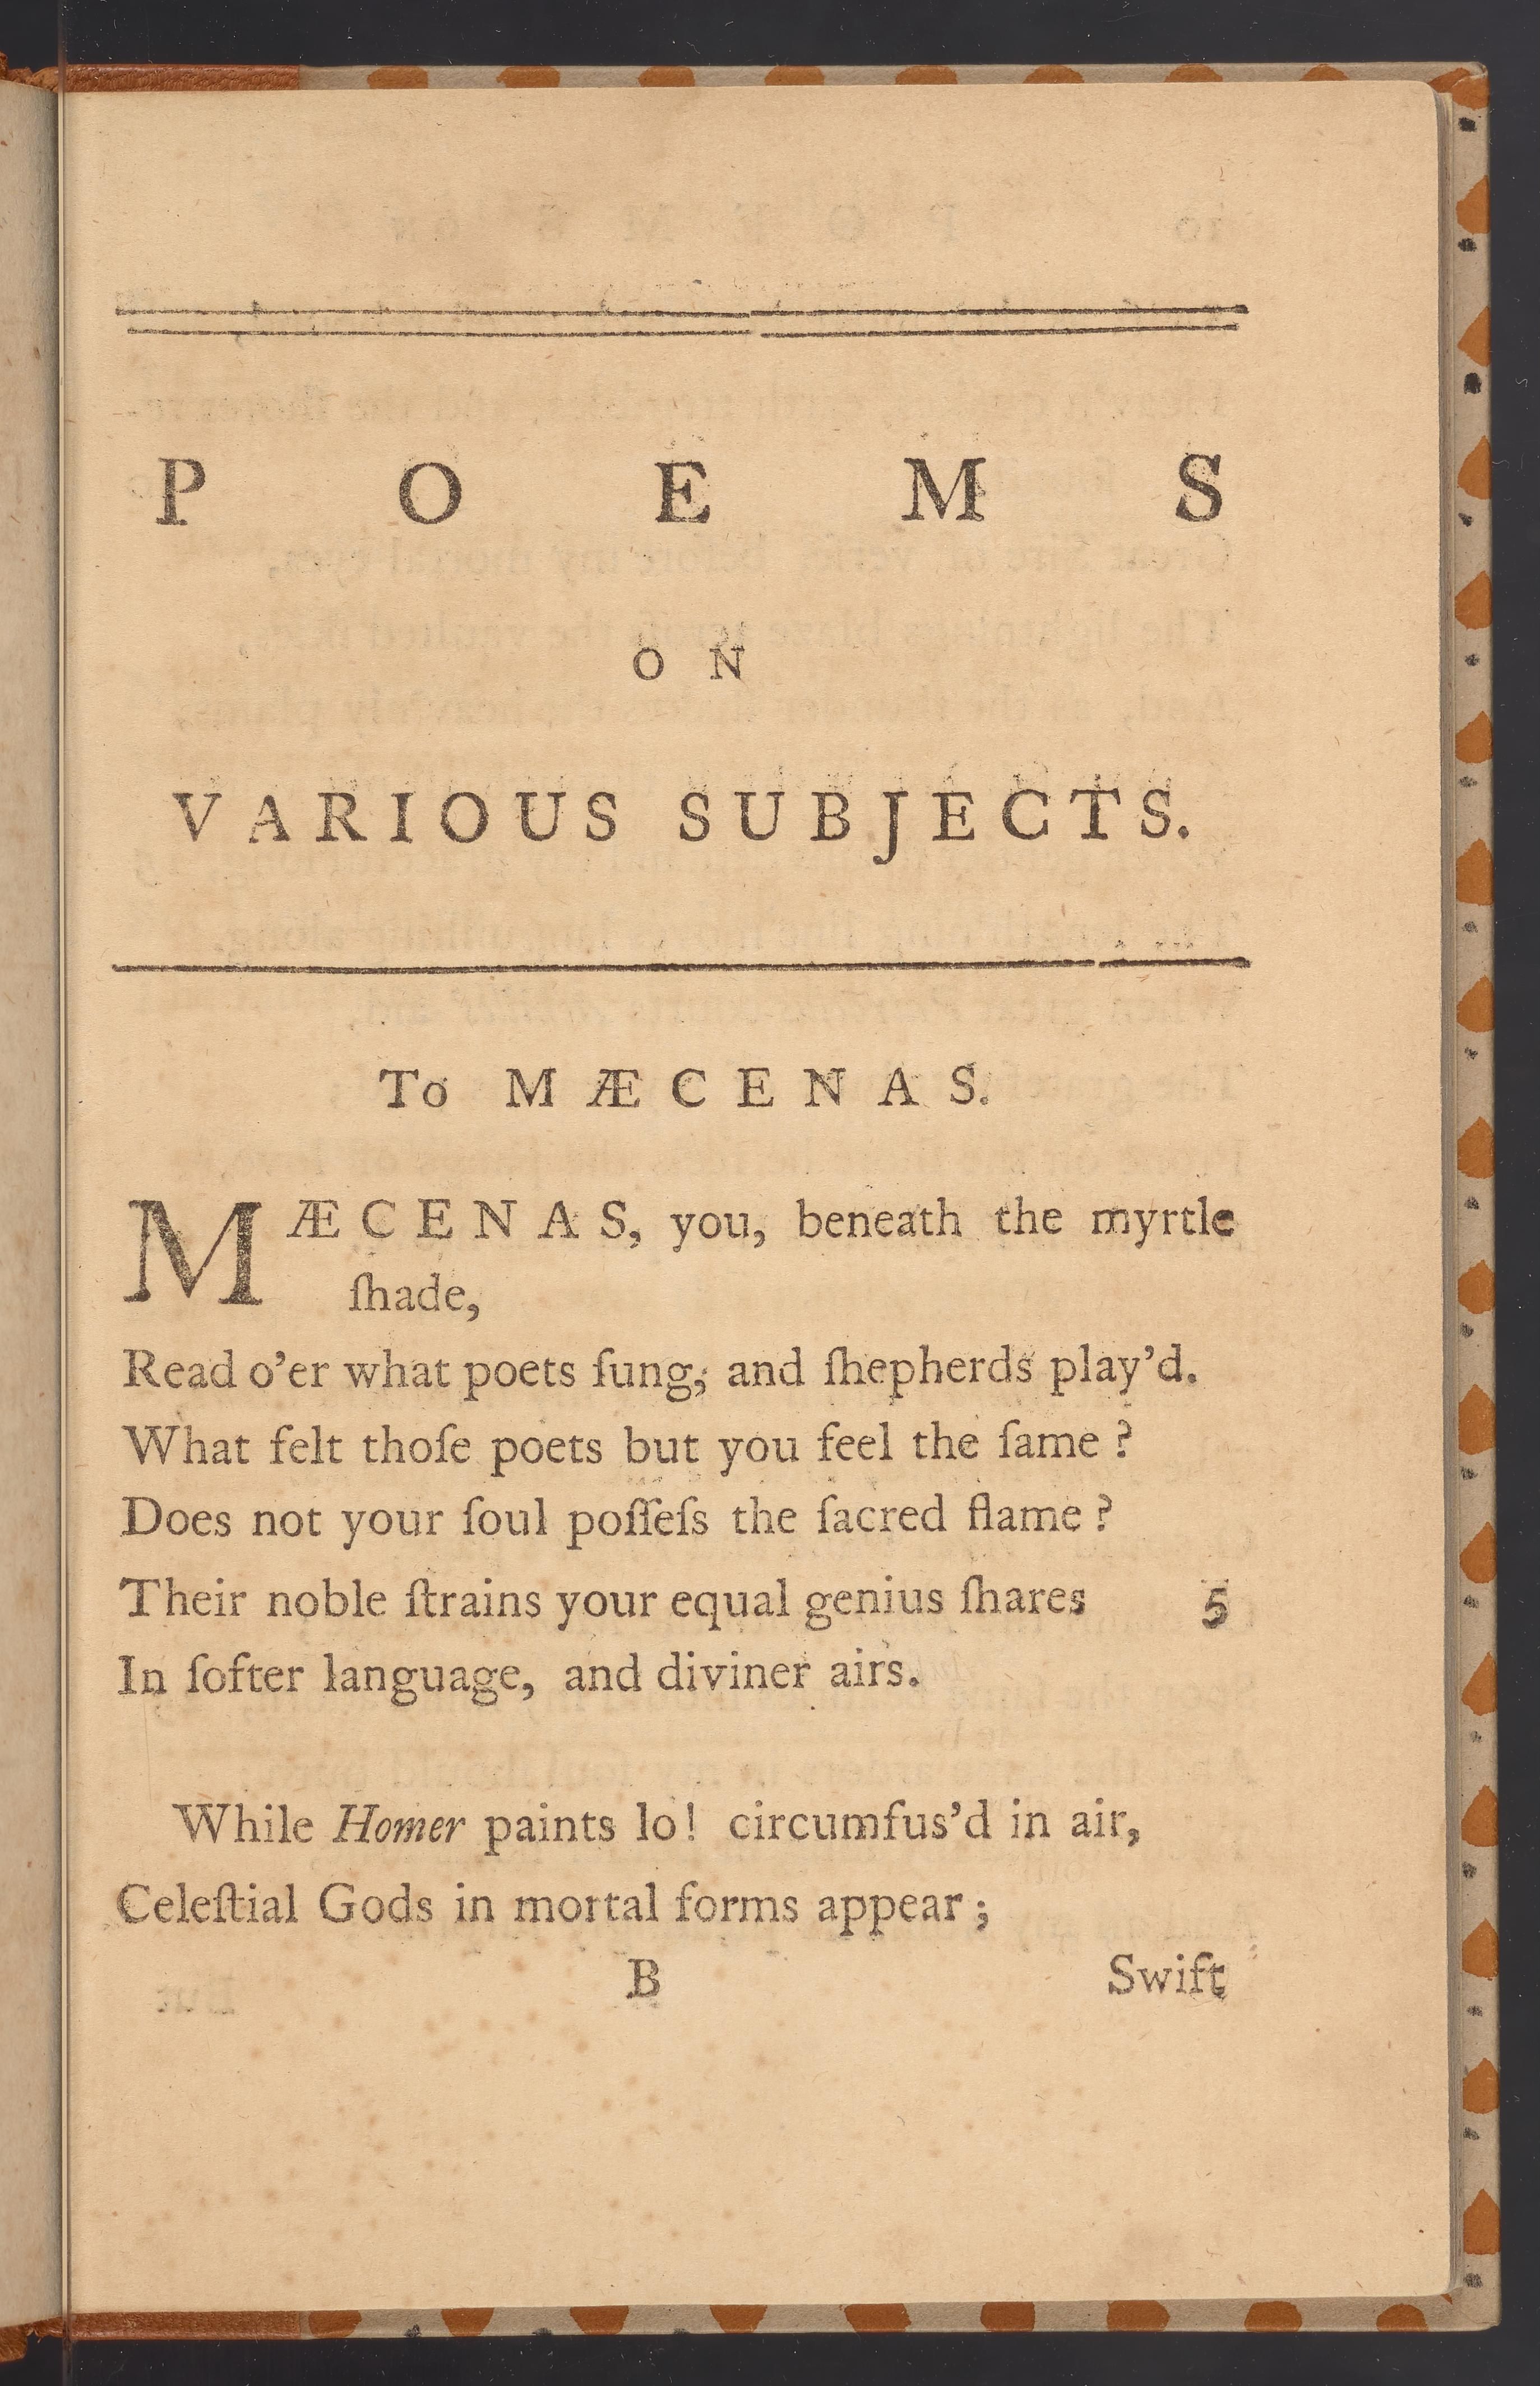 P O E M S
O N
VARIOUS SUBJECTS.
To MÆCENAS.
MÆCENAS, you, beneath the myrtle
ſhade,
Read o’er what poets ſung, and ſhepherds play’d.
What felt thoſe poets but you feel the ſame ?
Does not your ſoul poſſeſs the ſacred flame ?
Their noble ſtrains your equal genius ſhares 5
In ſofter language, and diviner airs.
While Homer paints lo! circumfus’d in air,
Celeſtial Gods in mortal forms appear ;
B Swift